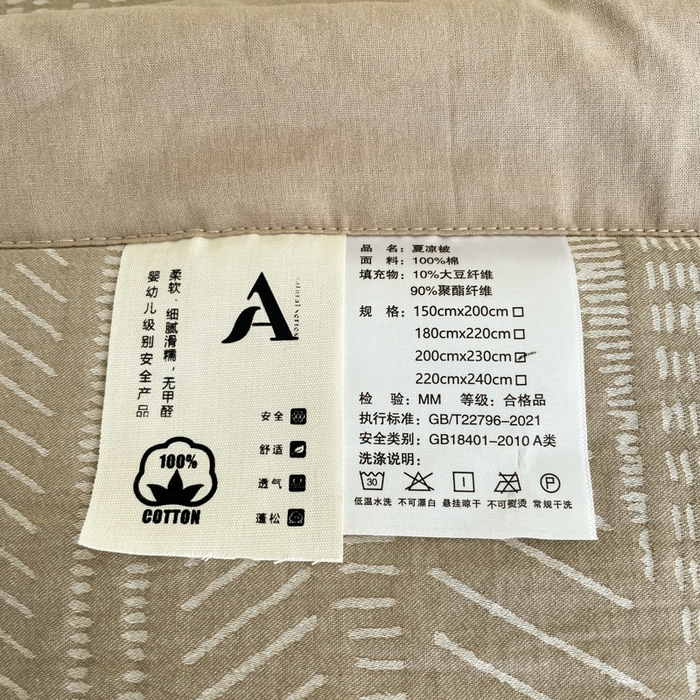 柔软、细腻滑糯,无甲醛
婴幼儿级别安全产品
A
安全
舒适
透气
蓬松
100%
COTTON
品 名:夏凉被
面 料:100%棉
填充物:10%大豆纤维
90%聚酯纤维
规 格:150cmx200cm□
180cmx220cm□
200cmx230cm☑
220cmx240cm□
检 验:MM 等级:合格品
执行标准:GB/T22796-2021
安全类别:GB18401-2010 A类
洗涤说明:
30 P
低温水洗 不可漂白 悬挂晾干 不可熨烫 常规干洗